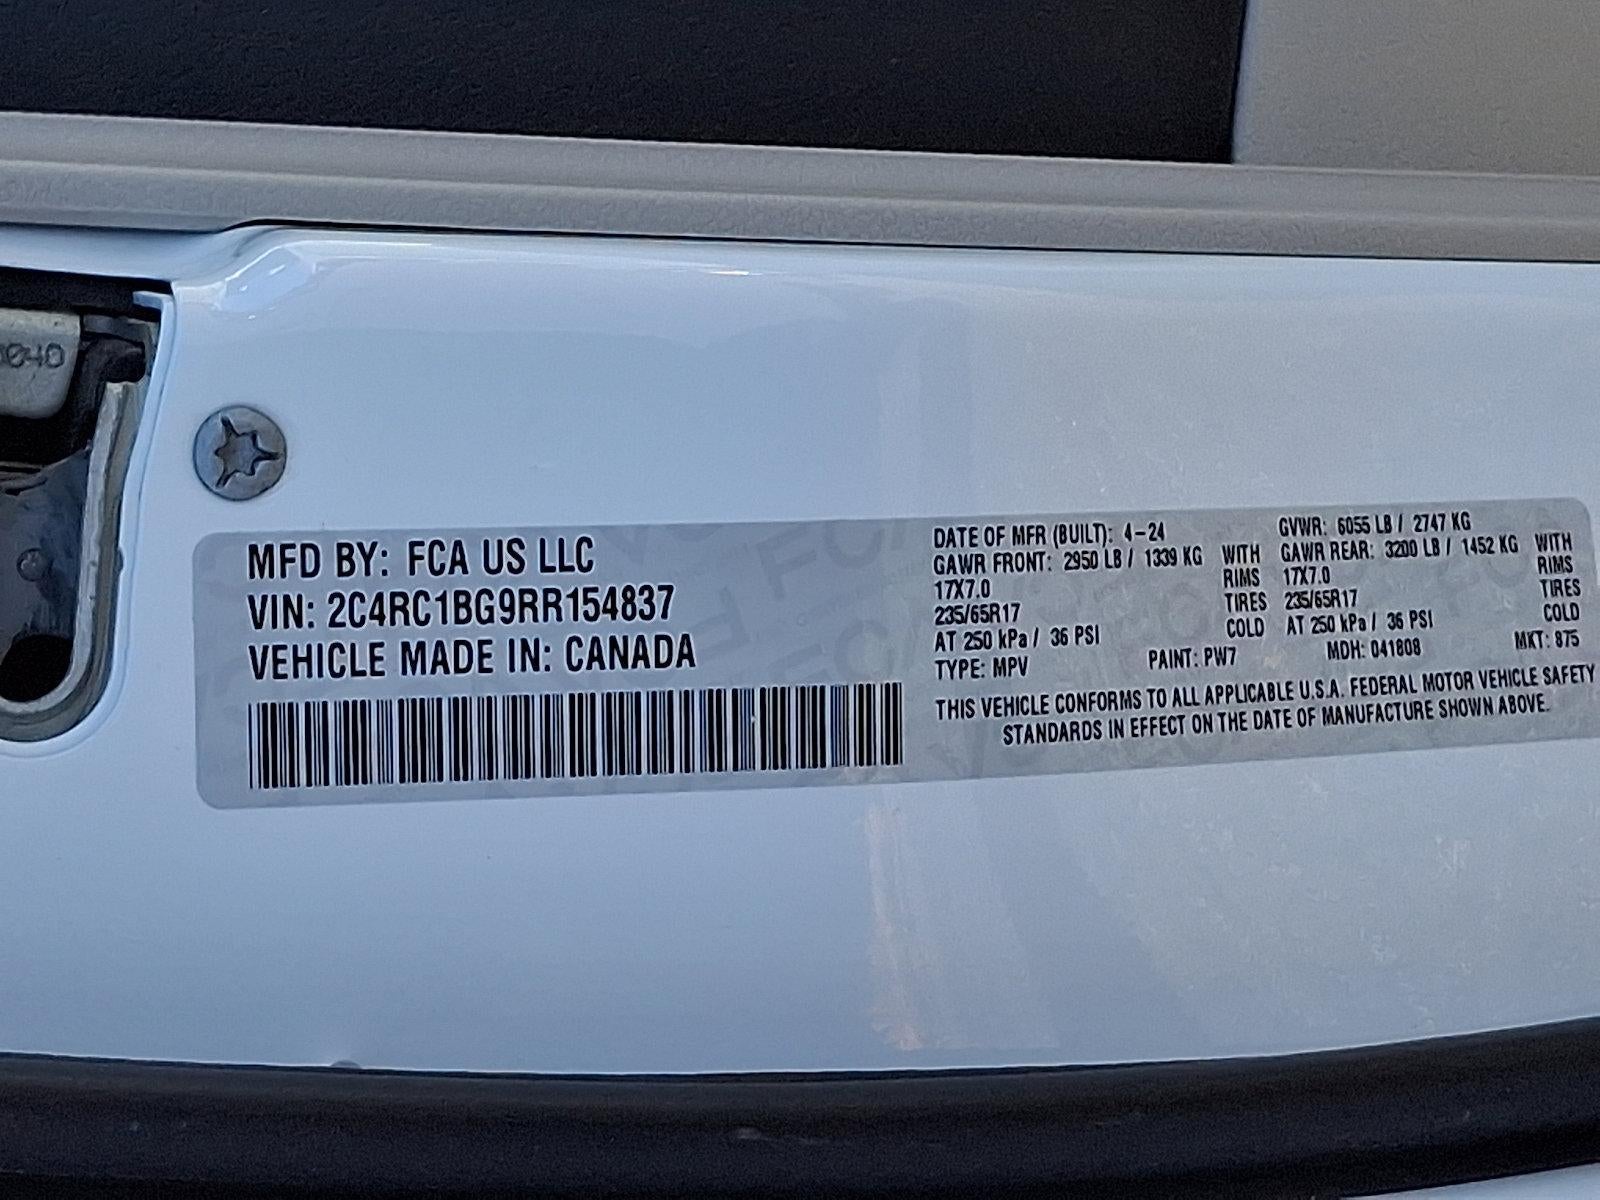 MFD BY: FCA US LLC
VIN: 2C4RC1BG9RR154837
VEHICLE MADE IN: CANADA
DATE OF MFR (BUILT): 4-24
GAWR FRONT: 2950 LB / 1339 KG WITH
17X7.0 RIMS
235/65R17 TIRES
AT 250 kPa / 36 PSI COLD
GVWR: 6055 LB / 2747 KG
GAWR REAR: 3200 LB / 1452 KG WITH
17X7.0 RIMS
235/65R17 TIRES
AT 250 kPa / 36 PSI COLD
TYPE: MPV PAINT: PW7 MDH: 041808 MKT: 875
THIS VEHICLE CONFORMS TO ALL APPLICABLE U.S.A. FEDERAL MOTOR VEHICLE SAFETY
STANDARDS IN EFFECT ON THE DATE OF MANUFACTURE SHOWN ABOVE.